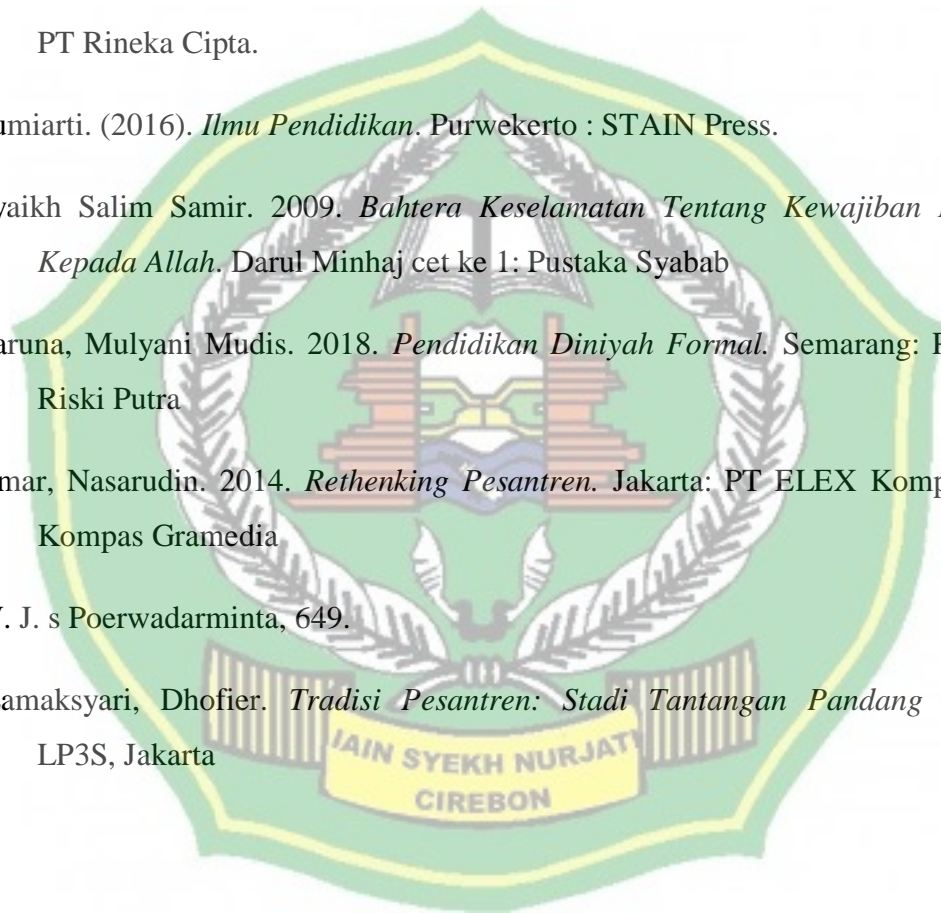 PT Rineka Cipta.
umiarti. (2016). Ilmu Pendidikan. Purwekerto : STAIN Press.
yaikh Salim Samir. 2009. Bahtera Keselamatan Tentang Kewajiban
Kepada Allah. Darul Minhaj cet ke 1: Pustaka Syabab
aruna, Mulyani Mudis. 2018. Pendidikan Diniyah Formal. Semarang:
Riski Putra
mar, Nasarudin. 2014. Rethenking Pesantren. Jakarta: PT ELEX Komp
Kompas Gramedia
. J. s Poerwadarminta, 649.
amaksyari, Dhofier. Tradisi Pesantren: Stadi Tantangan Pandang
LP3S, Jakarta
IAIN SYEKH NURJATI
CIREBON